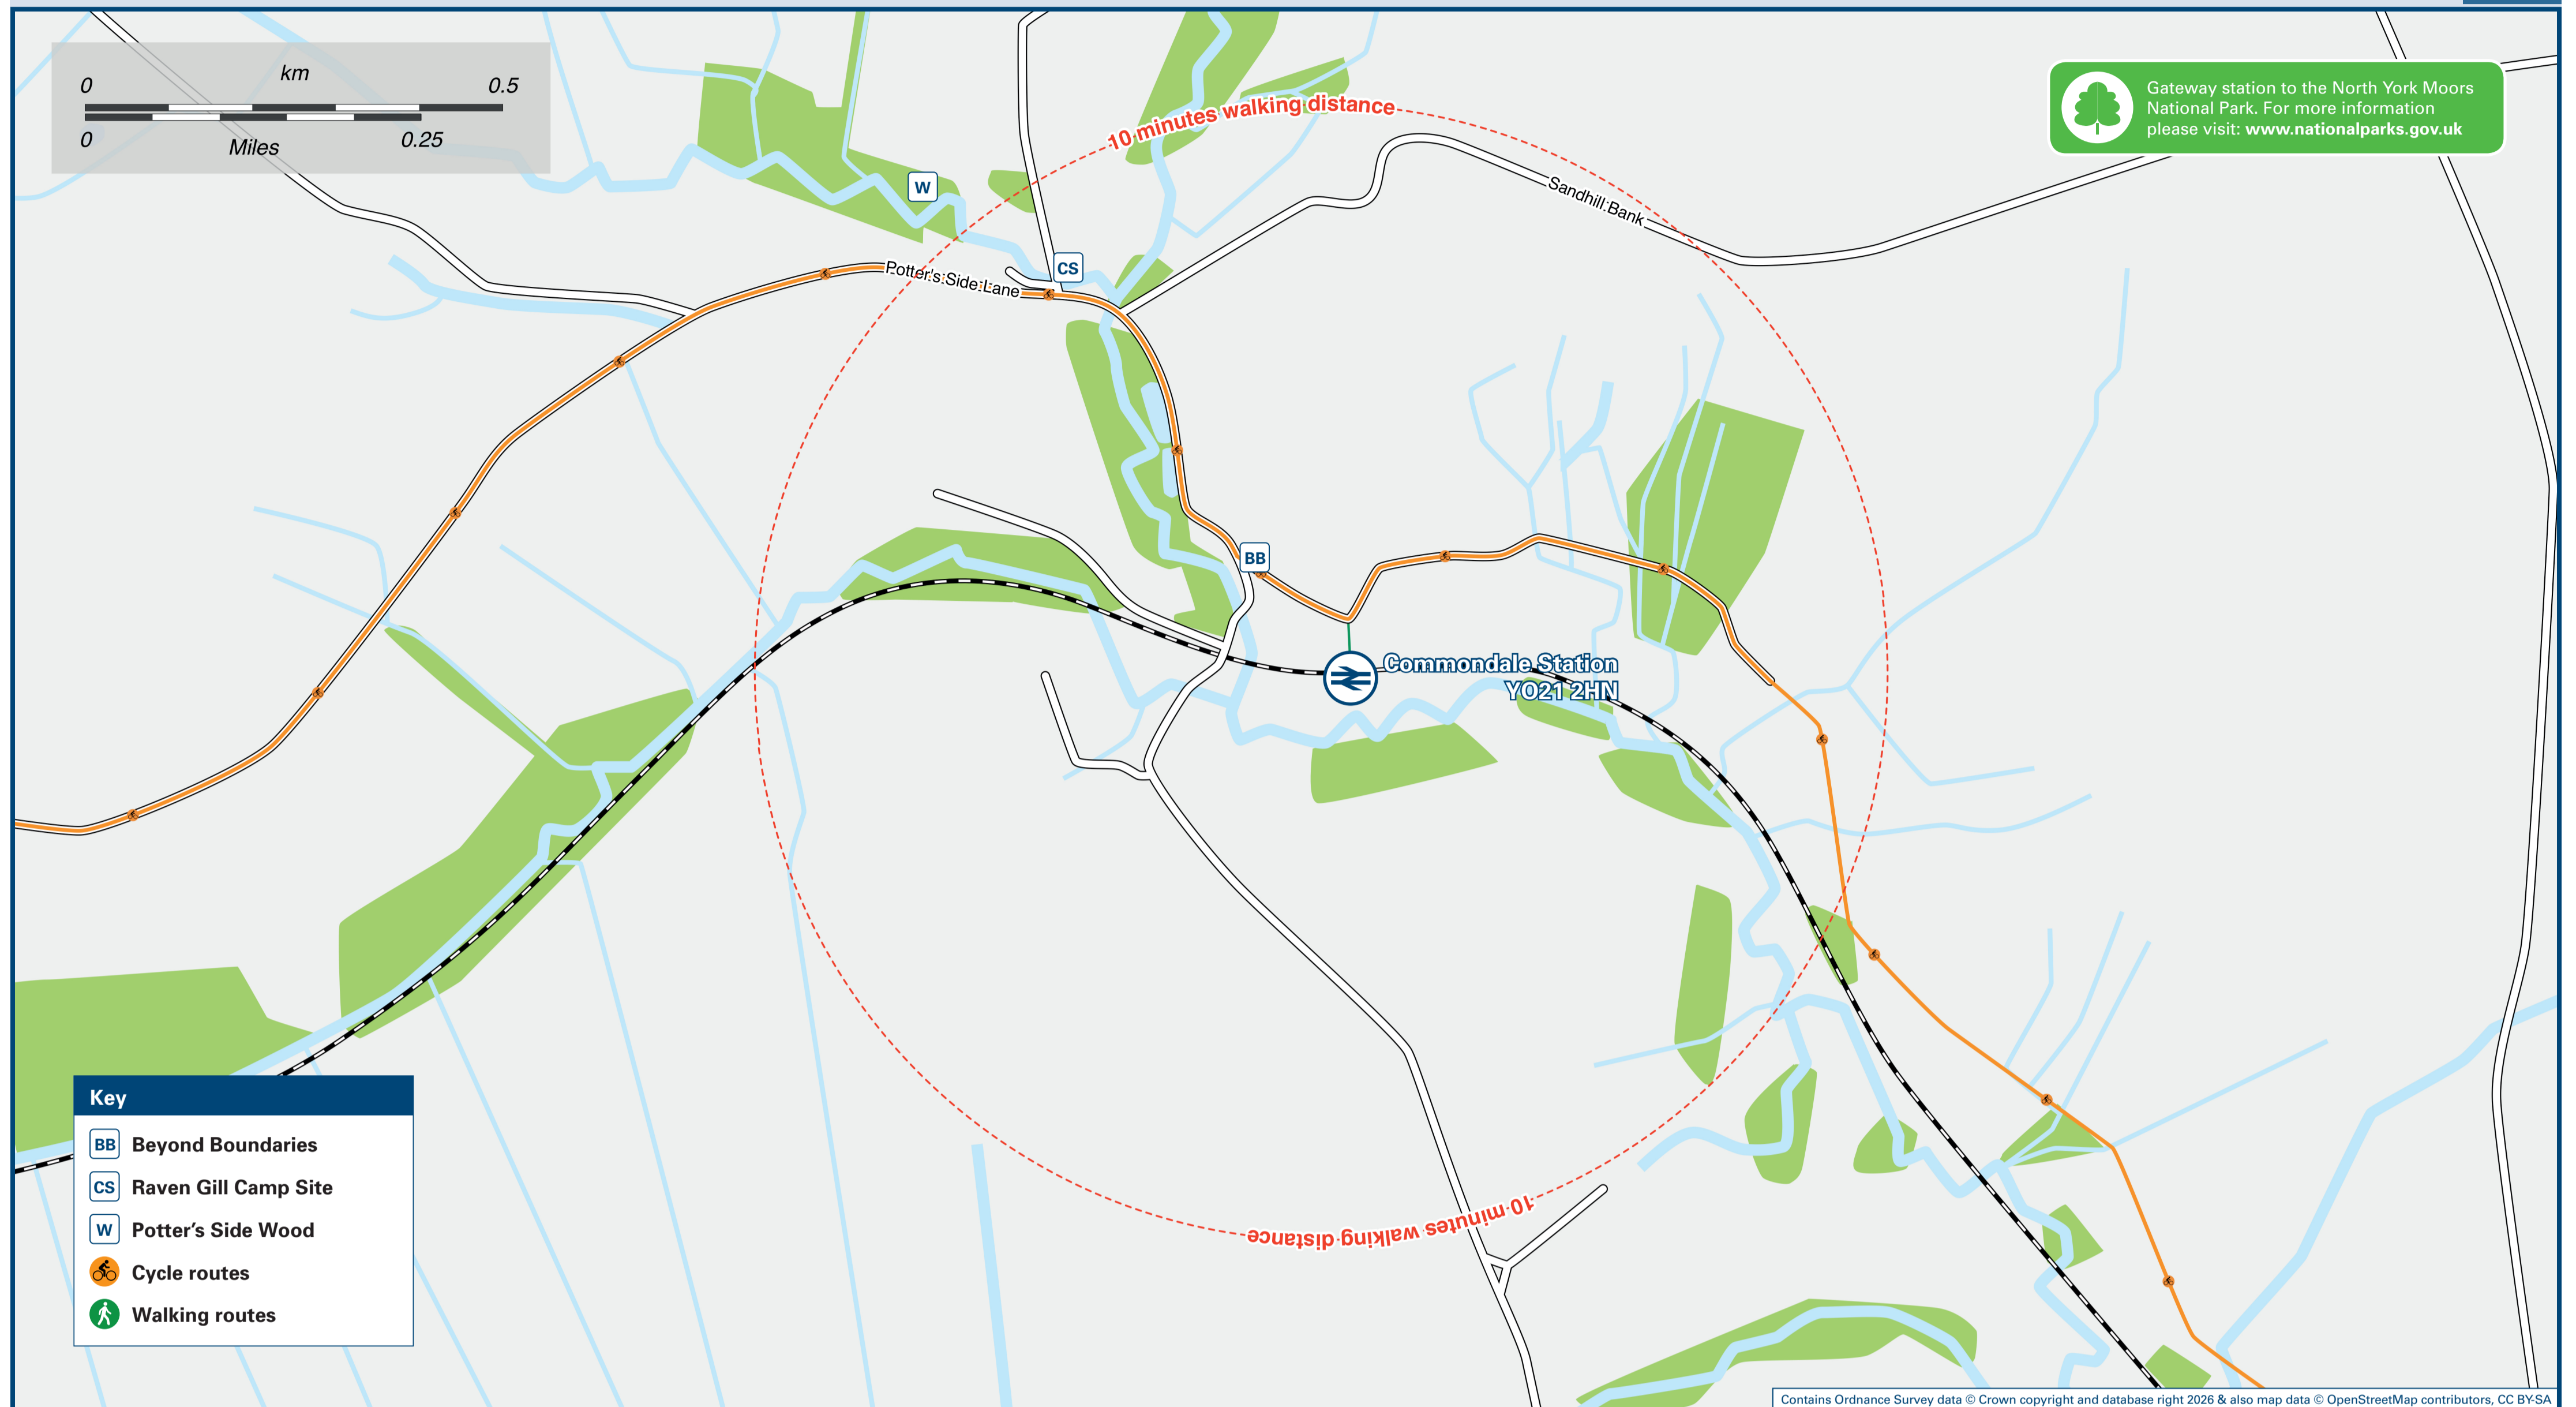 km
0 0.5
0 0.25
Miles
Gateway station to the North York Moors
National Park. For more information
please visit: www.nationalparks.gov.uk
10 minutes walking distance
Sandhill Bank
W
CS
Potter's Side Lane
BB
Commondale Station
YO21 2HN
10 minutes walking distance
Key
BB Beyond Boundaries
CS Raven Gill Camp Site
W Potter's Side Wood
Cycle routes
Walking routes
Contains Ordnance Survey data © Crown copyright and database right 2026 & also map data © OpenStreetMap contributors, CC BY-SA